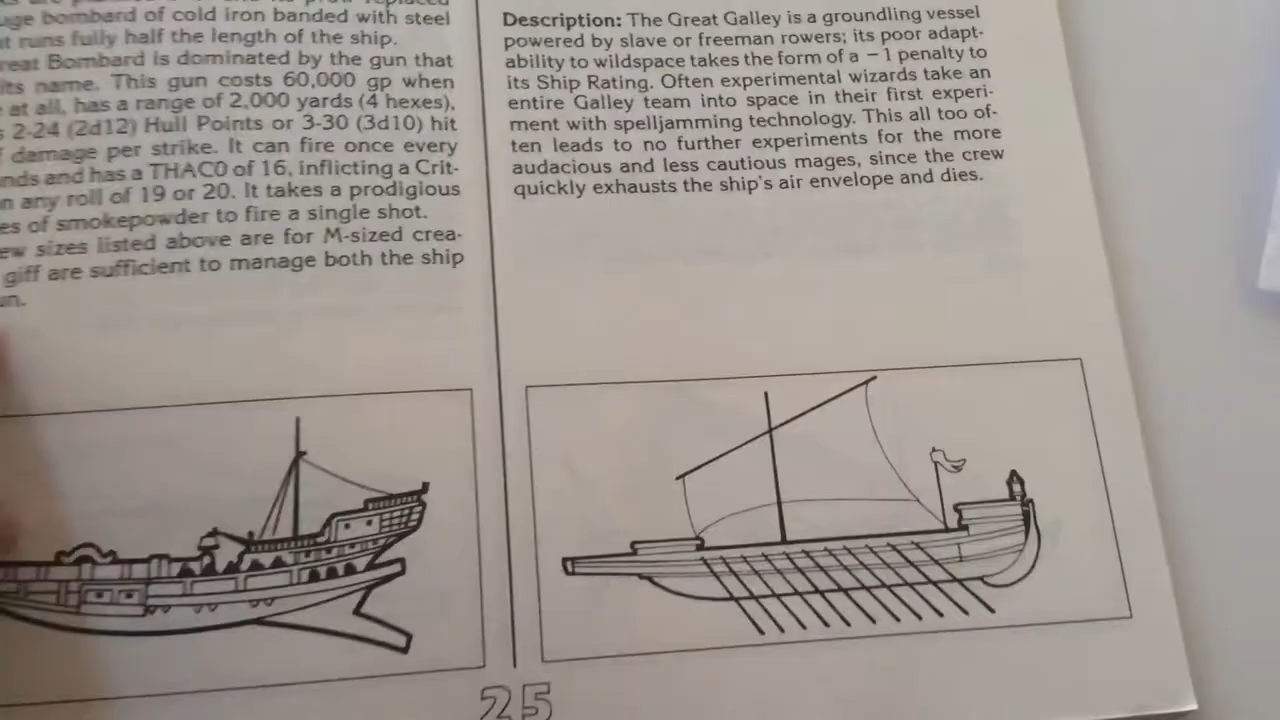 uge bombard of cold iron banded with steel
it runs fully half the length of the ship.
reat Bombard is dominated by the gun that
its name. This gun costs 60,000 gp when
at all, has a range of 2,000 yards (4 hexes),
s 2-24 (2d12) Hull Points or 3-30 (3d10) hit
f damage per strike. It can fire once every
nds and has a THAC0 of 16, inflicting a Crit-
n any roll of 19 or 20. It takes a prodigious
es of smokepowder to fire a single shot.
ew sizes listed above are for M-sized crea-
giff are sufficient to manage both the ship
un.
Description: The Great Galley is a groundling vessel
powered by slave or freeman rowers; its poor adapt-
ability to wildspace takes the form of a −1 penalty to
its Ship Rating. Often experimental wizards take an
entire Galley team into space in their first experi-
ment with spelljamming technology. This all too of-
ten leads to no further experiments for the more
audacious and less cautious mages, since the crew
quickly exhausts the ship's air envelope and dies.
25